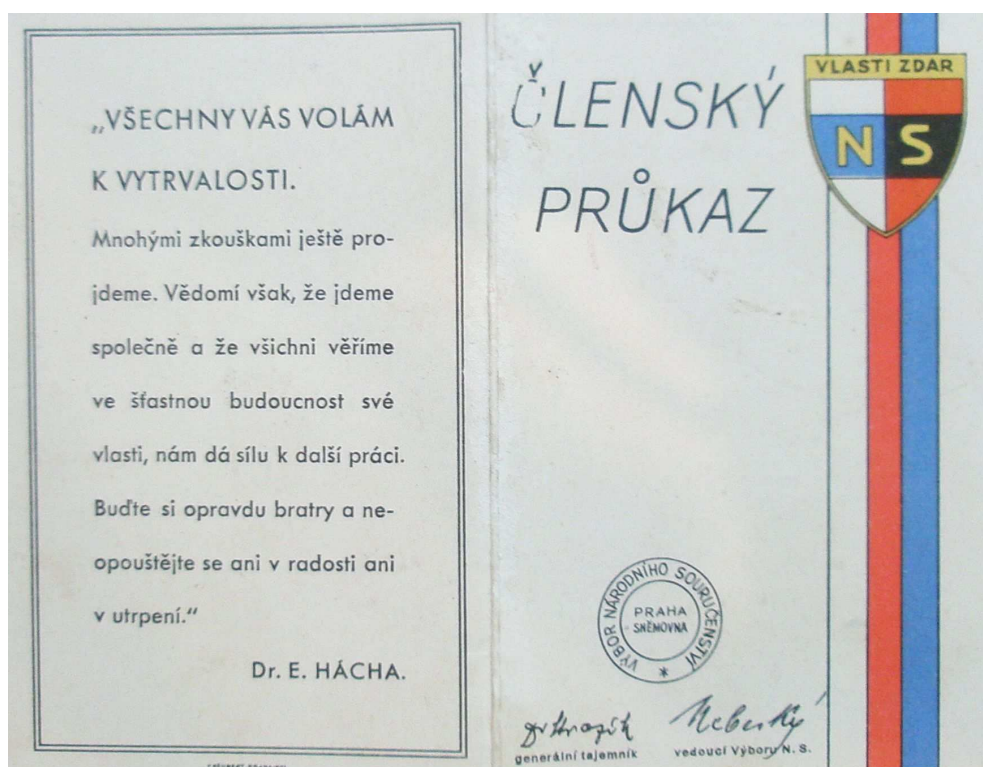 „VŠECHNY VÁS VOLÁM
K VYTRVALOSTI.
Mnohými zkouškami ještě pro-
jdeme. Vědomí však, že jdeme
společně a že všichni věříme
ve šťastnou budoucnost své
vlasti, nám dá sílu k další práci.
Buďte si opravdu bratry a ne-
opouštějte se ani v radosti ani
v utrpení.“
Dr. E. HÁCHA.
ČLENSKÝ
PRŮKAZ
VLASTI ZDAR
NS
VÝBOR NÁRODNÍHO SOURUČENSTVÍ
PRAHA
SNĚMOVNA
generální tajemník
vedoucí Výboru N. S.